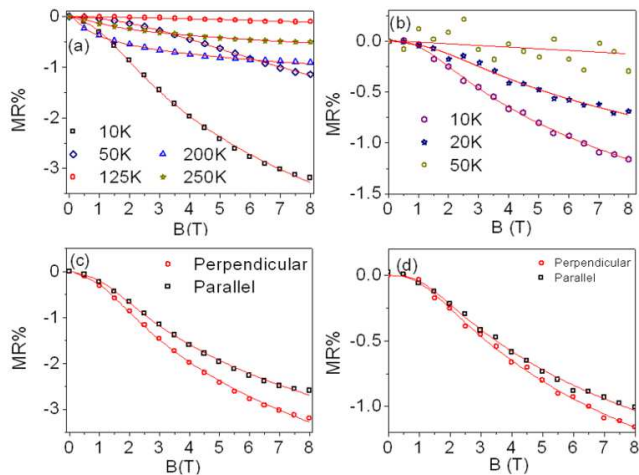 (a)
MR%
0
-1
-2
-3
10K
50K 200K
125K 250K
0 1 2 3 4 5 6 7 8
B(T)
(b)
MR%
0.0
-0.5
-1.0
-1.5
10K
20K
50K
0 1 2 3 4 5 6 7 8
B (T)
(c)
MR%
0
-1
-2
-3
Perpendicular
Parallel
0 1 2 3 4 5 6 7 8
B(T)
(d)
MR%
0.0
-0.5
-1.0
Perpendicular
Parallel
0 1 2 3 4 5 6 7 8
B (T)